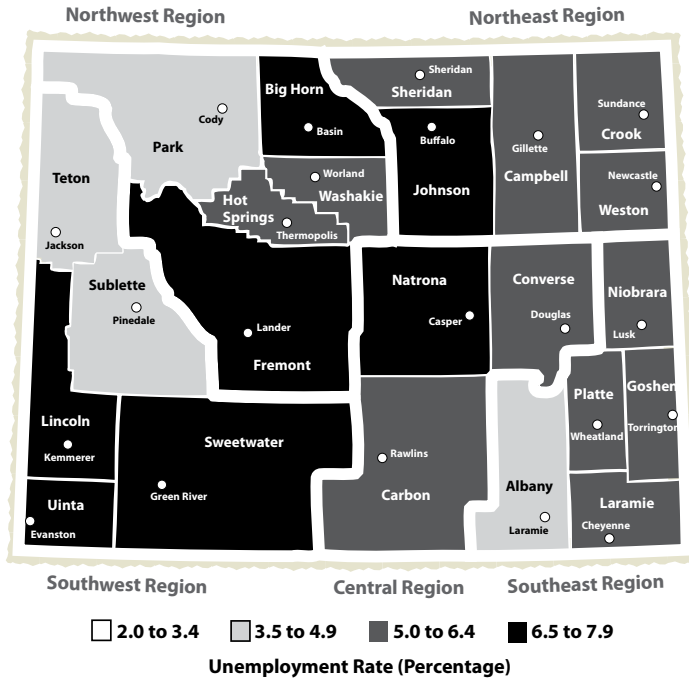 Northwest Region
Northeast Region
Sheridan
Sheridan
Big Horn
Basin
Cody
Park
Buffalo
Johnson
Gillette
Campbell
Sundance
Crook
Newcastle
Weston
Teton
Jackson
Worland
Washakie
Hot
Springs
Thermopolis
Sublette
Pinedale
Lander
Fremont
Natrona
Casper
Converse
Douglas
Niobrara
Lusk
Lincoln
Kemmerer
Sweetwater
Green River
Uinta
Evanston
Rawlins
Carbon
Albany
Laramie
Platte
Wheatland
Goshen
Torrington
Laramie
Cheyenne
Southwest Region
Central Region
Southeast Region
2.0 to 3.4
3.5 to 4.9
5.0 to 6.4
6.5 to 7.9
Unemployment Rate (Percentage)